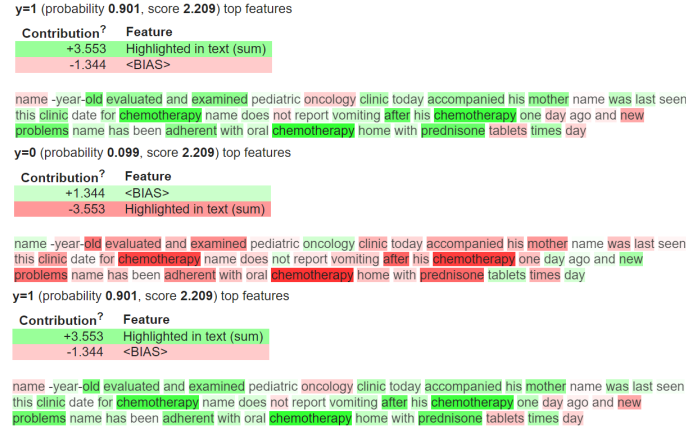 y=1 (probability 0.901, score 2.209) top features
Contribution? Feature
+3.553 Highlighted in text (sum)
-1.344 <BIAS>
name -year-old evaluated and examined pediatric oncology clinic today accompanied his mother name was last seen
this clinic date for chemotherapy name does not report vomiting after his chemotherapy one day ago and new
problems name has been adherent with oral chemotherapy home with prednisone tablets times day
y=0 (probability 0.099, score 2.209) top features
Contribution? Feature
+1.344 <BIAS>
-3.553 Highlighted in text (sum)
name -year-old evaluated and examined pediatric oncology clinic today accompanied his mother name was last seen
this clinic date for chemotherapy name does not report vomiting after his chemotherapy one day ago and new
problems name has been adherent with oral chemotherapy home with prednisone tablets times day
y=1 (probability 0.901, score 2.209) top features
Contribution? Feature
+3.553 Highlighted in text (sum)
-1.344 <BIAS>
name -year-old evaluated and examined pediatric oncology clinic today accompanied his mother name was last seen
this clinic date for chemotherapy name does not report vomiting after his chemotherapy one day ago and new
problems name has been adherent with oral chemotherapy home with prednisone tablets times day